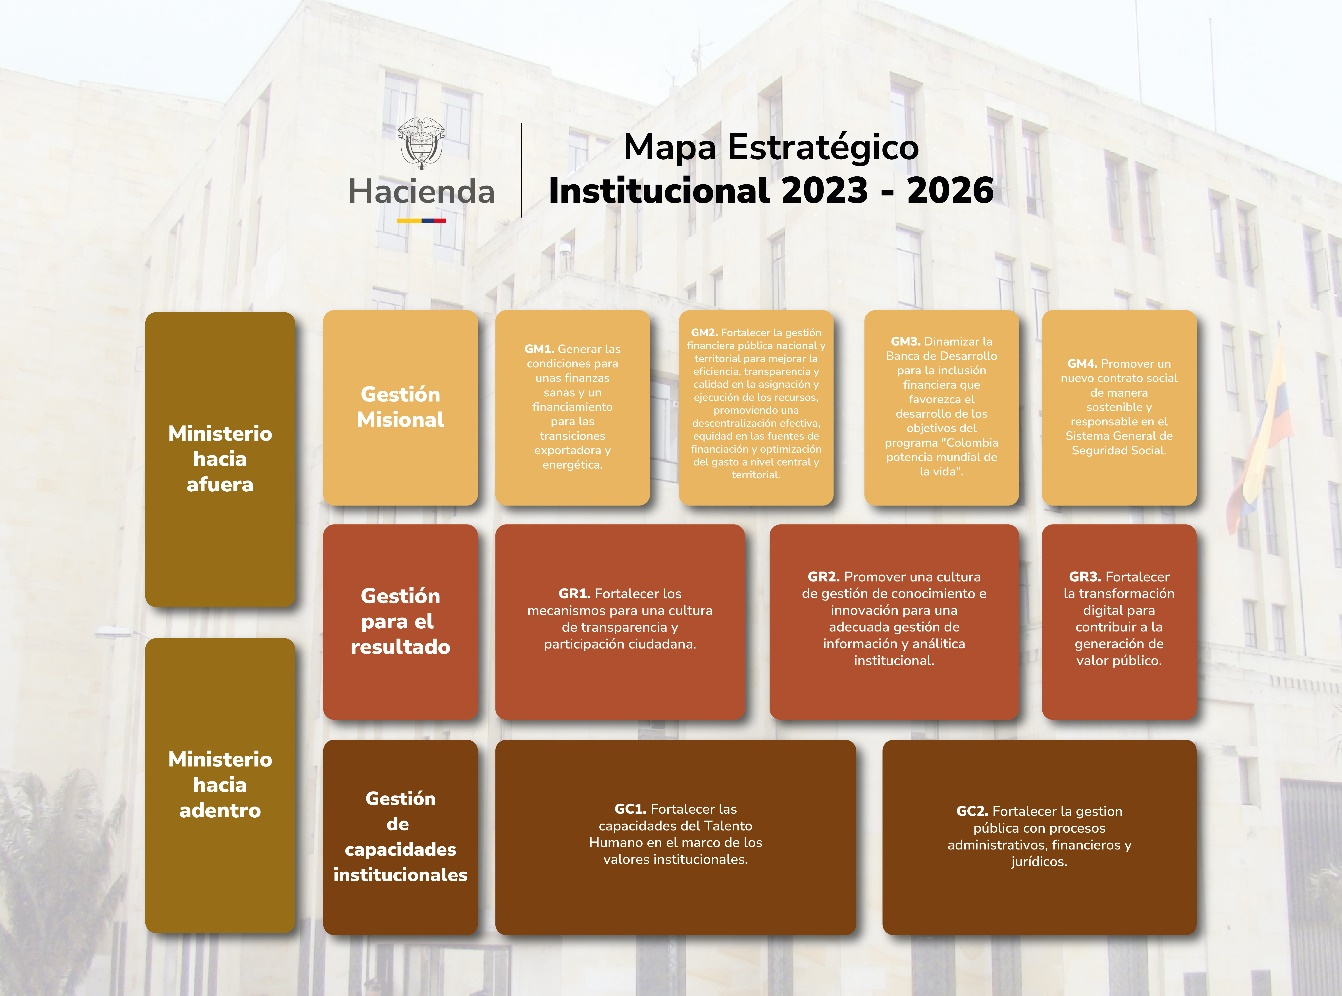 Hacienda
Mapa Estratégico
Institucional 2023 - 2026
Ministerio
hacia
afuera
Gestión
Misional
GM1. Generar las
condiciones para
unas finanzas
sanas y un
financiamiento
para las
transiciones
exportadora y
energética.
GM2. Fortalecer la gestión
financiera pública nacional y
territorial para mejorar la
eficiencia, transparencia y
calidad en la asignación y
ejecución de los recursos,
promoviendo una
descentralización efectiva,
equidad en las fuentes de
financiación y optimización
del gasto a nivel central y
territorial.
GM3. Dinamizar la
Banca de Desarrollo
para la inclusión
financiera que
favorezca el
desarrollo de los
objetivos del
programa "Colombia
potencia mundial de
la vida".
GM4. Promover un
nuevo contrato social
de manera
sostenible y
responsable en el
Sistema General de
Seguridad Social.
Gestión
para el
resultado
GR1. Fortalecer los
mecanismos para una cultura
de transparencia y
participación ciudadana.
GR2. Promover una cultura
de gestión de conocimiento e
innovación para una
adecuada gestión de
información y análitica
institucional.
GR3. Fortalecer
la transformación
digital para
contribuir a la
generación de
valor público.
Ministerio
hacia
adentro
Gestión
de
capacidades
institucionales
GC1. Fortalecer las
capacidades del Talento
Humano en el marco de los
valores institucionales.
GC2. Fortalecer la gestion
pública con procesos
administrativos, financieros y
jurídicos.